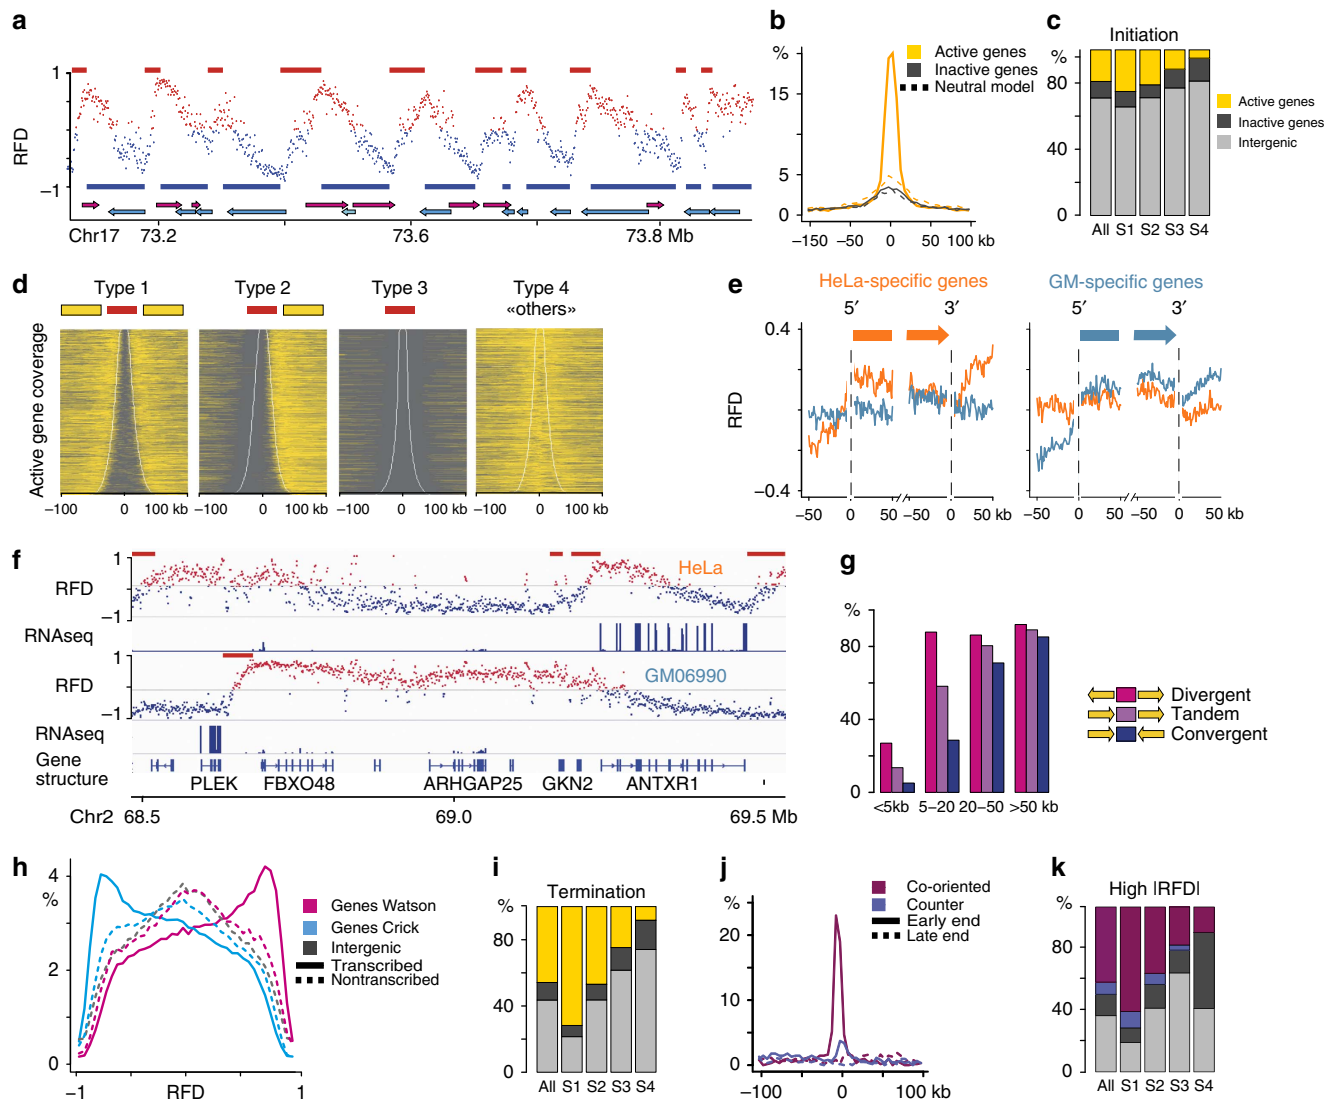 a
1
RFD
−1
Chr17
73.2
73.6
73.8 Mb
b
%
15
5
0
−150 −50 0 50 100 kb
Active genes
Inactive genes
Neutral model
c
Initiation
%
80
40
0
All S1 S2 S3 S4
Active genes
Inactive genes
Intergenic
d
Type 1
Type 2
Type 3
Type 4
«others»
Active gene coverage
−100 0 100 kb
−100 0 100 kb
−100 0 100 kb
−100 0 100 kb
e
HeLa-specific genes
GM-specific genes
5′ 3′
5′ 3′
0.4
RFD
−0.4
−50 0 50 −50 0 50 kb
−50 0 50 −50 0 50 kb
f
1
RFD
−1
HeLa
RNAseq
1
RFD
−1
GM06990
RNAseq
Gene
structure
PLEK FBXO48 ARHGAP25 GKN2 ANTXR1
Chr2 68.5 69.0 69.5 Mb
g
%
80
40
0
<5kb 5−20 20−50 >50 kb
Divergent
Tandem
Convergent
h
4
%
2
0
−1 RFD 1
Genes Watson
Genes Crick
Intergenic
Transcribed
Nontranscribed
i
Termination
%
80
40
0
All S1 S2 S3 S4
j
%
20
10
0
−100 0 100 kb
Co-oriented
Counter
Early end
Late end
k
High |RFD|
%
80
40
0
All S1 S2 S3 S4